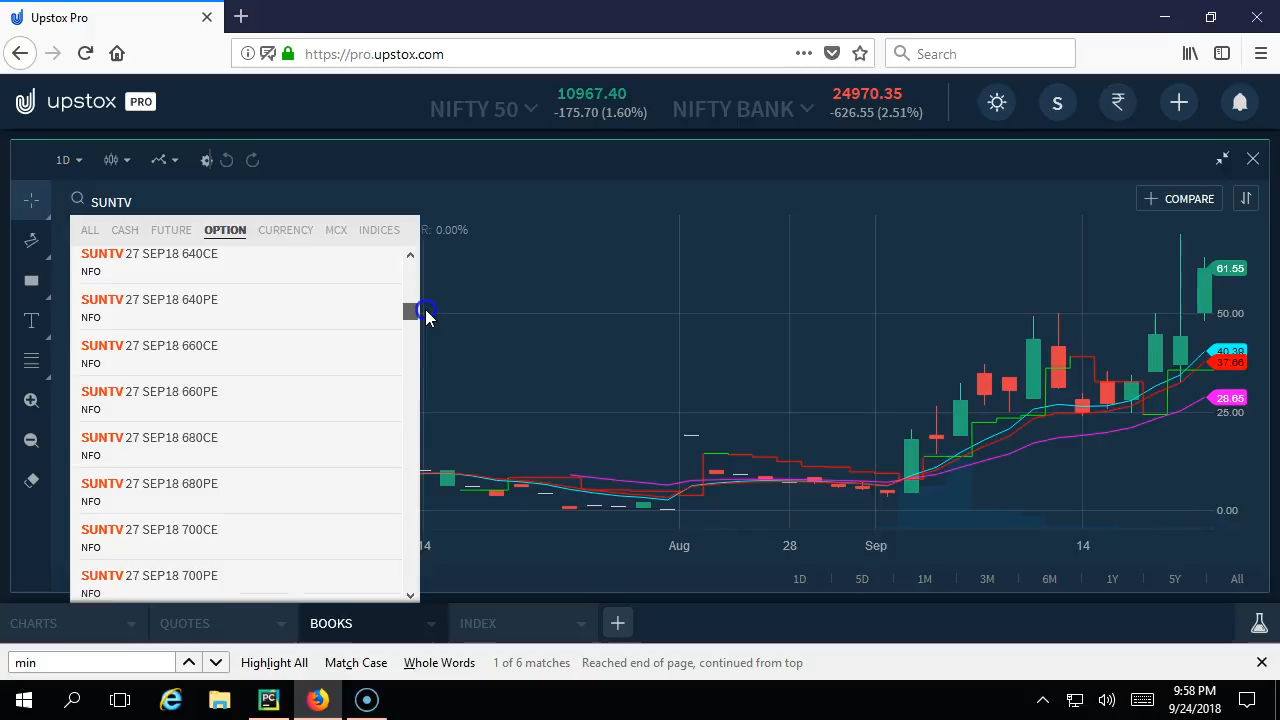 Upstox Pro
https://pro.upstox.com
Search
upstox PRO
NIFTY 50
10967.40
-175.70 (1.60%)
NIFTY BANK
24970.35
-626.55 (2.51%)
S
₹
1D
SUNTV
COMPARE
ALL CASH FUTURE OPTION CURRENCY MCX INDICES
R: 0.00%
SUNTV 27 SEP18 640CE
NFO
SUNTV 27 SEP18 640PE
NFO
SUNTV 27 SEP18 660CE
NFO
SUNTV 27 SEP18 660PE
NFO
SUNTV 27 SEP18 680CE
NFO
SUNTV 27 SEP18 680PE
NFO
SUNTV 27 SEP18 700CE
NFO
SUNTV 27 SEP18 700PE
NFO
61.55
50.00
40.39
37.66
28.65
25.00
0.00
14 Aug 28 Sep 14
1D 5D 1M 3M 6M 1Y 5Y All
CHARTS QUOTES BOOKS INDEX
min Highlight All Match Case Whole Words 1 of 6 matches Reached end of page, continued from top
PC
9:58 PM
9/24/2018